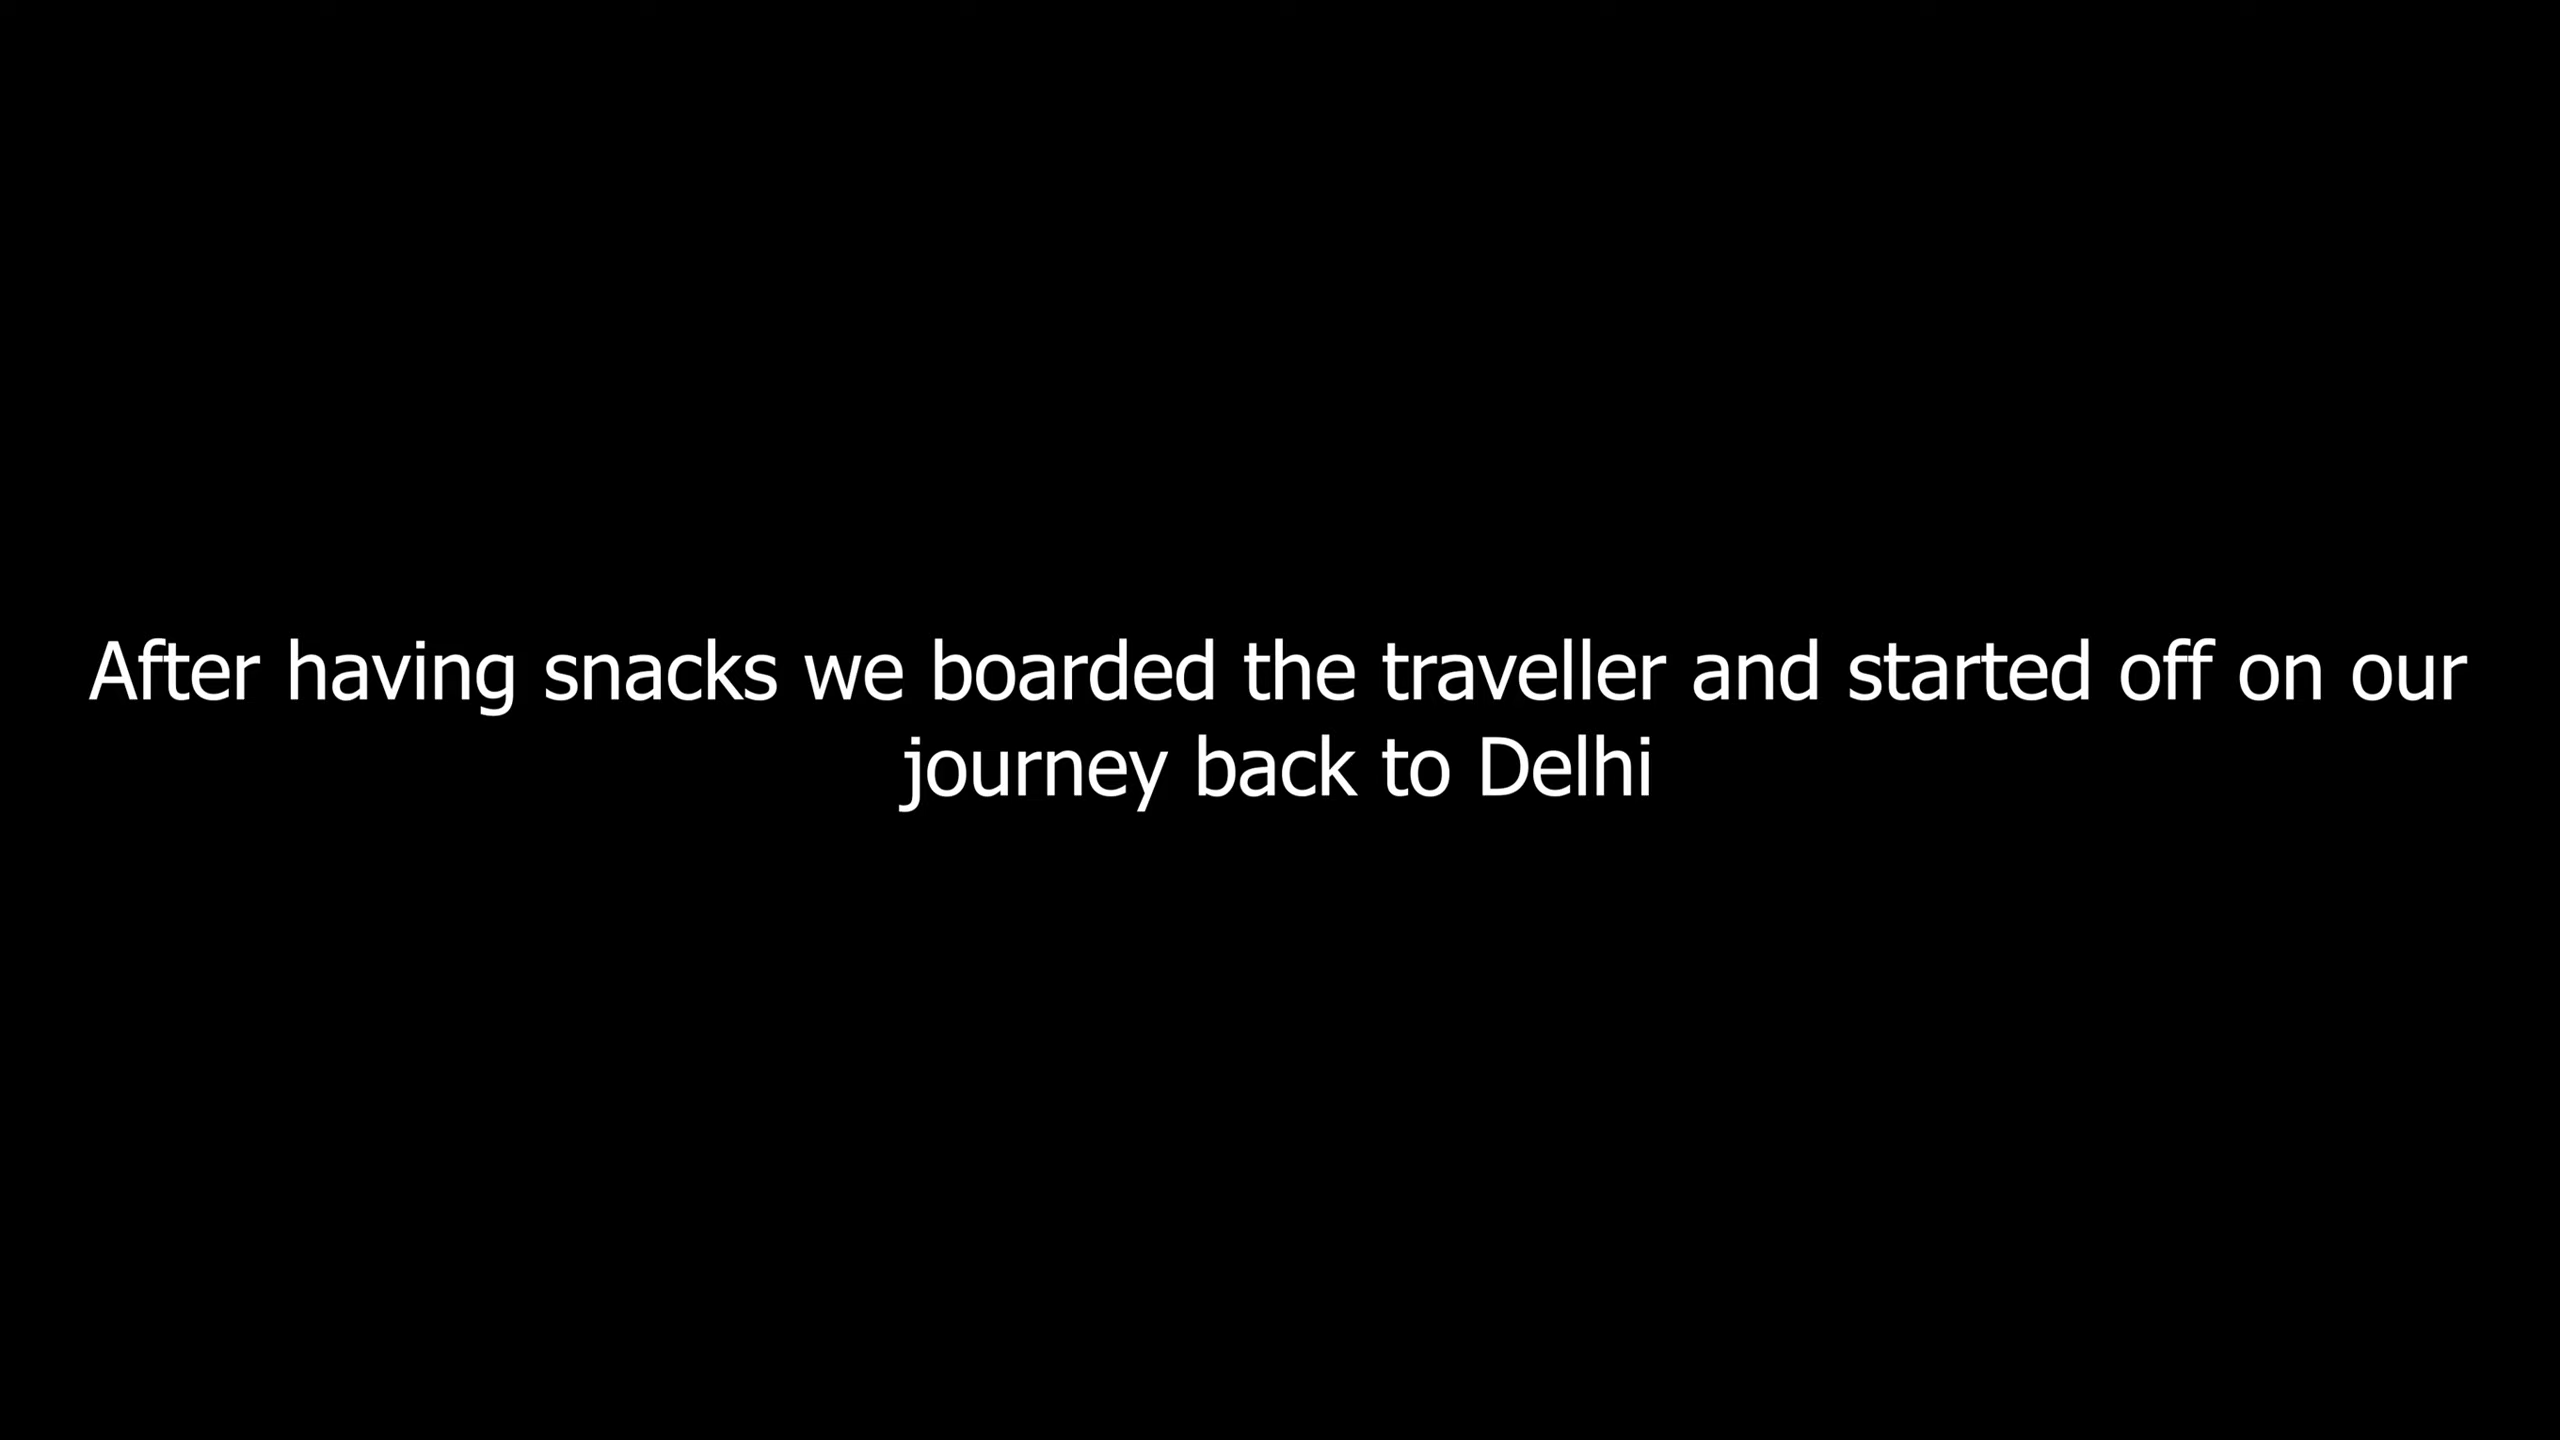 After having snacks we boarded the traveller and started off on our
journey back to Delhi